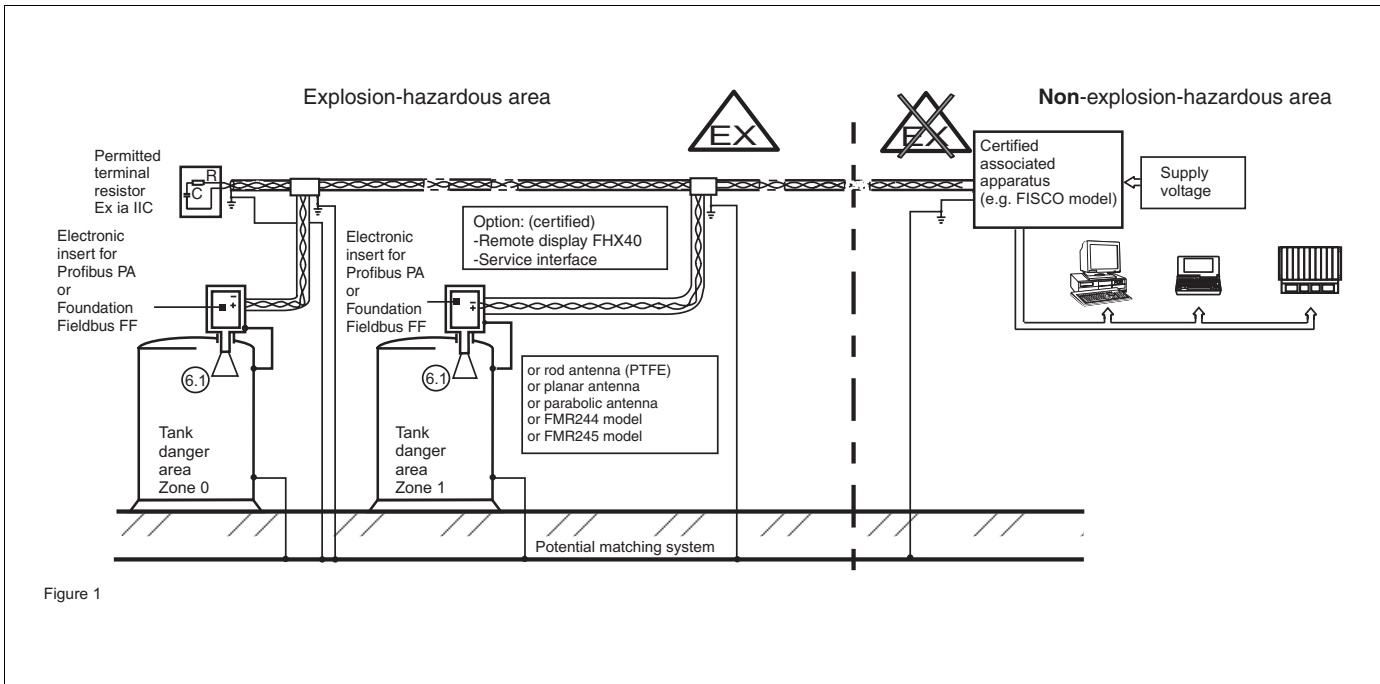 Explosion-hazardous area
Non-explosion-hazardous area
EX
EX
Permitted
terminal
resistor
Ex ia IIC
R
C
Certified
associated
apparatus
(e.g. FISCO model)
Supply
voltage
Option: (certified)
-Remote display FHX40
-Service interface
Electronic
insert for
Profibus PA
or
Foundation
Fieldbus FF
Electronic
insert for
Profibus PA
or
Foundation
Fieldbus FF
–
+
–
+
6.1
6.1
or rod antenna (PTFE)
or planar antenna
or parabolic antenna
or FMR244 model
or FMR245 model
Tank
danger
area
Zone 0
Tank
danger
area
Zone 1
Potential matching system
Figure 1